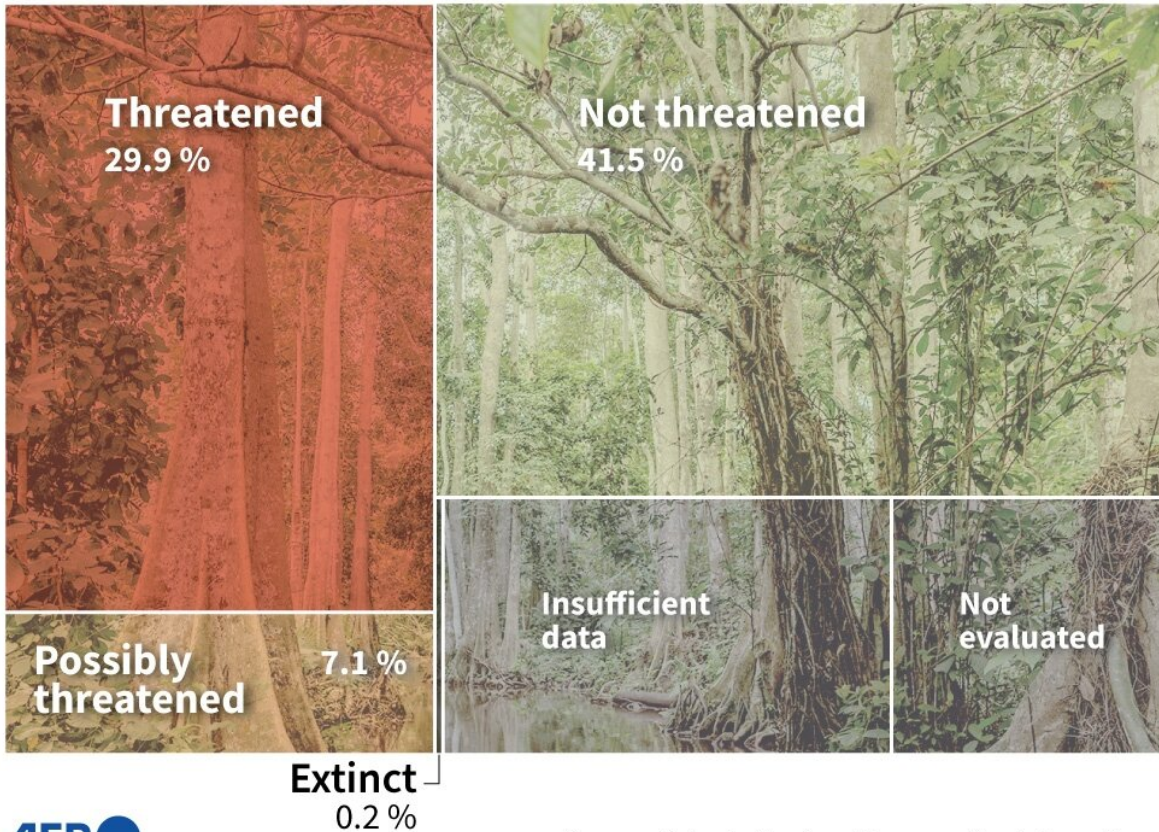 Threatened
29.9 %
Not threatened
41.5 %
Insufficient
data
Not
evaluated
Possibly
threatened
7.1 %
Extinct
0.2 %